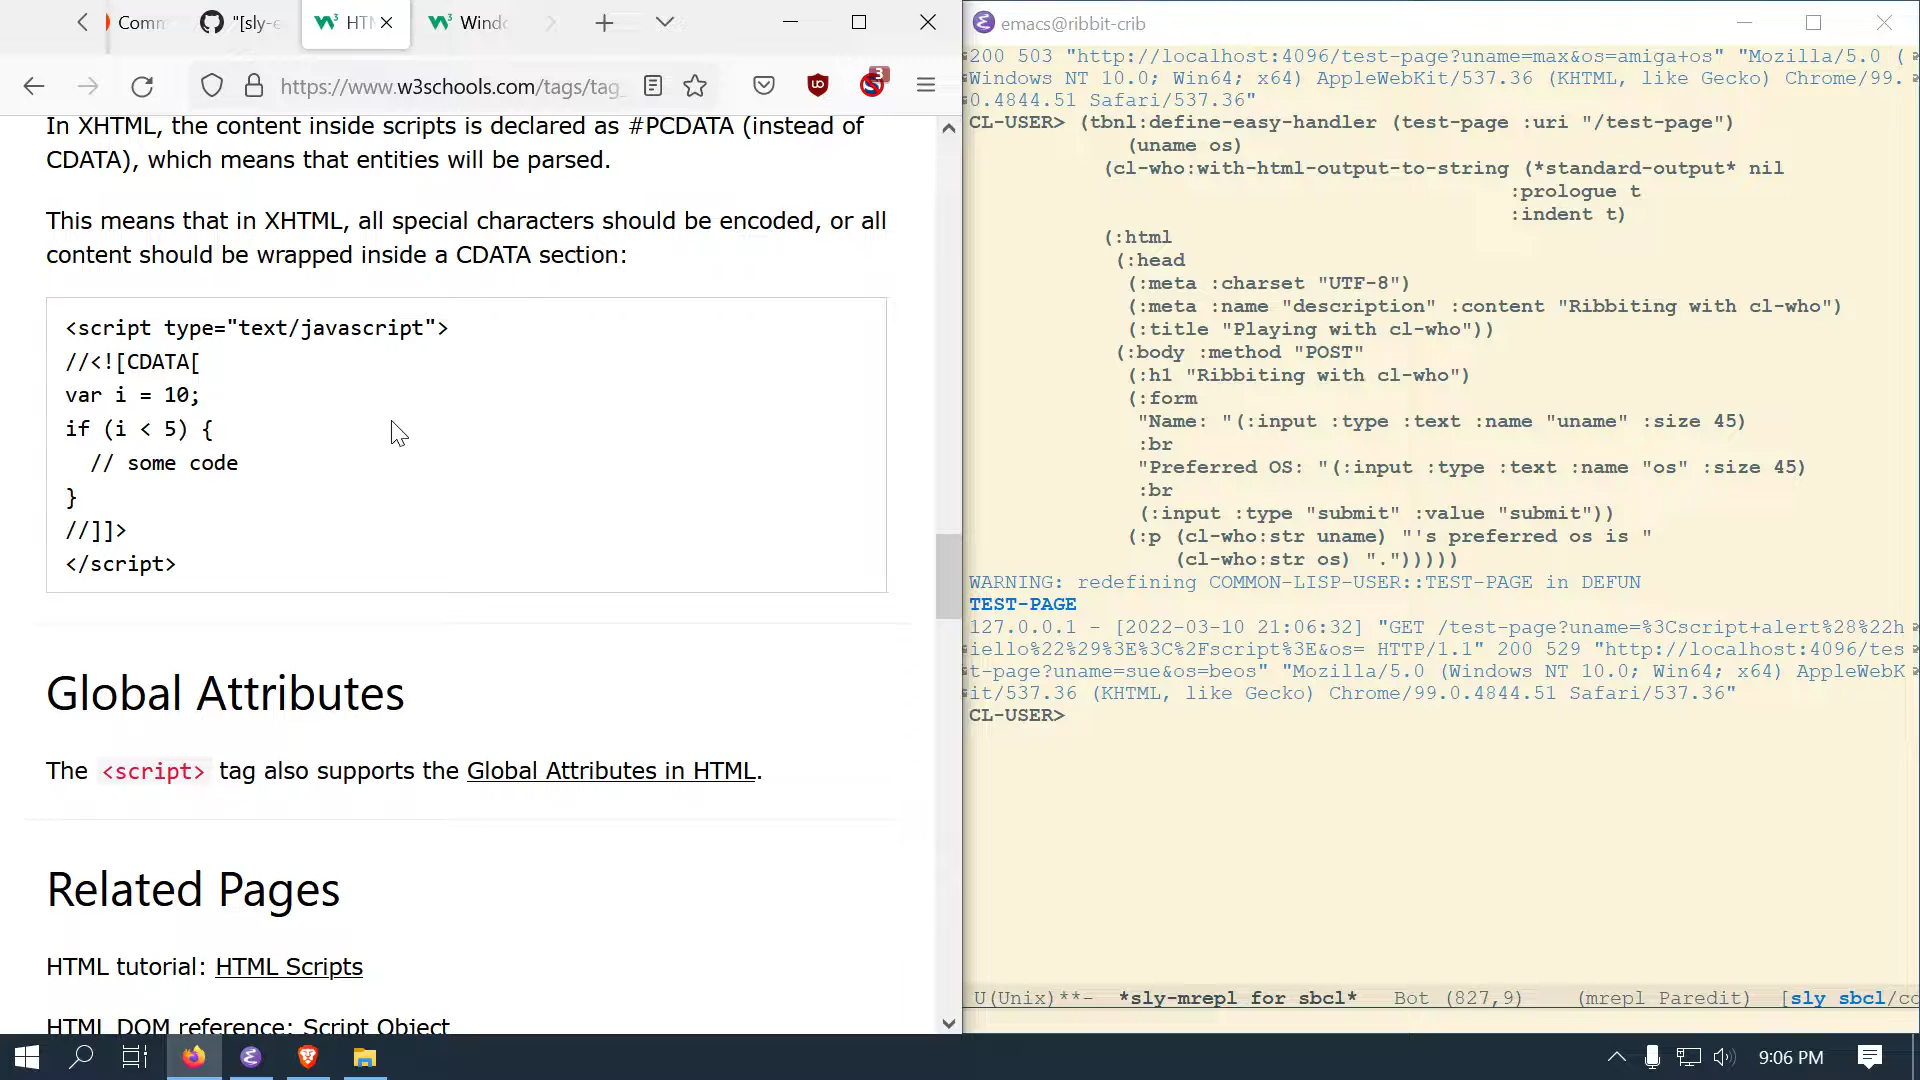 Comm
"[sly-e
HTM
Windo
emacs@ribbit-crib
https://www.w3schools.com/tags/tag_
3
In XHTML, the content inside scripts is declared as #PCDATA (instead of
CDATA), which means that entities will be parsed.
This means that in XHTML, all special characters should be encoded, or all
content should be wrapped inside a CDATA section:
<script type="text/javascript">
//<![CDATA[
var i = 10;
if (i < 5) {
  // some code
}
//]]>
</script>
Global Attributes
The <script> tag also supports the Global Attributes in HTML.
Related Pages
HTML tutorial: HTML Scripts
HTML DOM reference: Script Object
200 503 "http://localhost:4096/test-page?uname=max&os=amiga+os" "Mozilla/5.0 (
Windows NT 10.0; Win64; x64) AppleWebKit/537.36 (KHTML, like Gecko) Chrome/99.
0.4844.51 Safari/537.36"
CL-USER> (tbnl:define-easy-handler (test-page :uri "/test-page")
(uname os)
(cl-who:with-html-output-to-string (*standard-output* nil
:prologue t
:indent t)
(:html
(:head
(:meta :charset "UTF-8")
(:meta :name "description" :content "Ribbiting with cl-who")
(:title "Playing with cl-who"))
(:body :method "POST"
(:h1 "Ribbiting with cl-who")
(:form
"Name: "(:input :type :text :name "uname" :size 45)
:br
"Preferred OS: "(:input :type :text :name "os" :size 45)
:br
(:input :type "submit" :value "submit"))
(:p (cl-who:str uname) "'s preferred os is "
(cl-who:str os) ".")))))
WARNING: redefining COMMON-LISP-USER::TEST-PAGE in DEFUN
TEST-PAGE
127.0.0.1 - [2022-03-10 21:06:32] "GET /test-page?uname=%3Cscript+alert%28%22h
iello%22%29%3E%3C%2Fscript%3E&os= HTTP/1.1" 200 529 "http://localhost:4096/tes
t-page?uname=sue&os=beos" "Mozilla/5.0 (Windows NT 10.0; Win64; x64) AppleWebK
it/537.36 (KHTML, like Gecko) Chrome/99.0.4844.51 Safari/537.36"
CL-USER>
U(Unix)**-  *sly-mrepl for sbcl*   Bot (827,9)    (mrepl Paredit)  [sly sbcl/co
9:06 PM